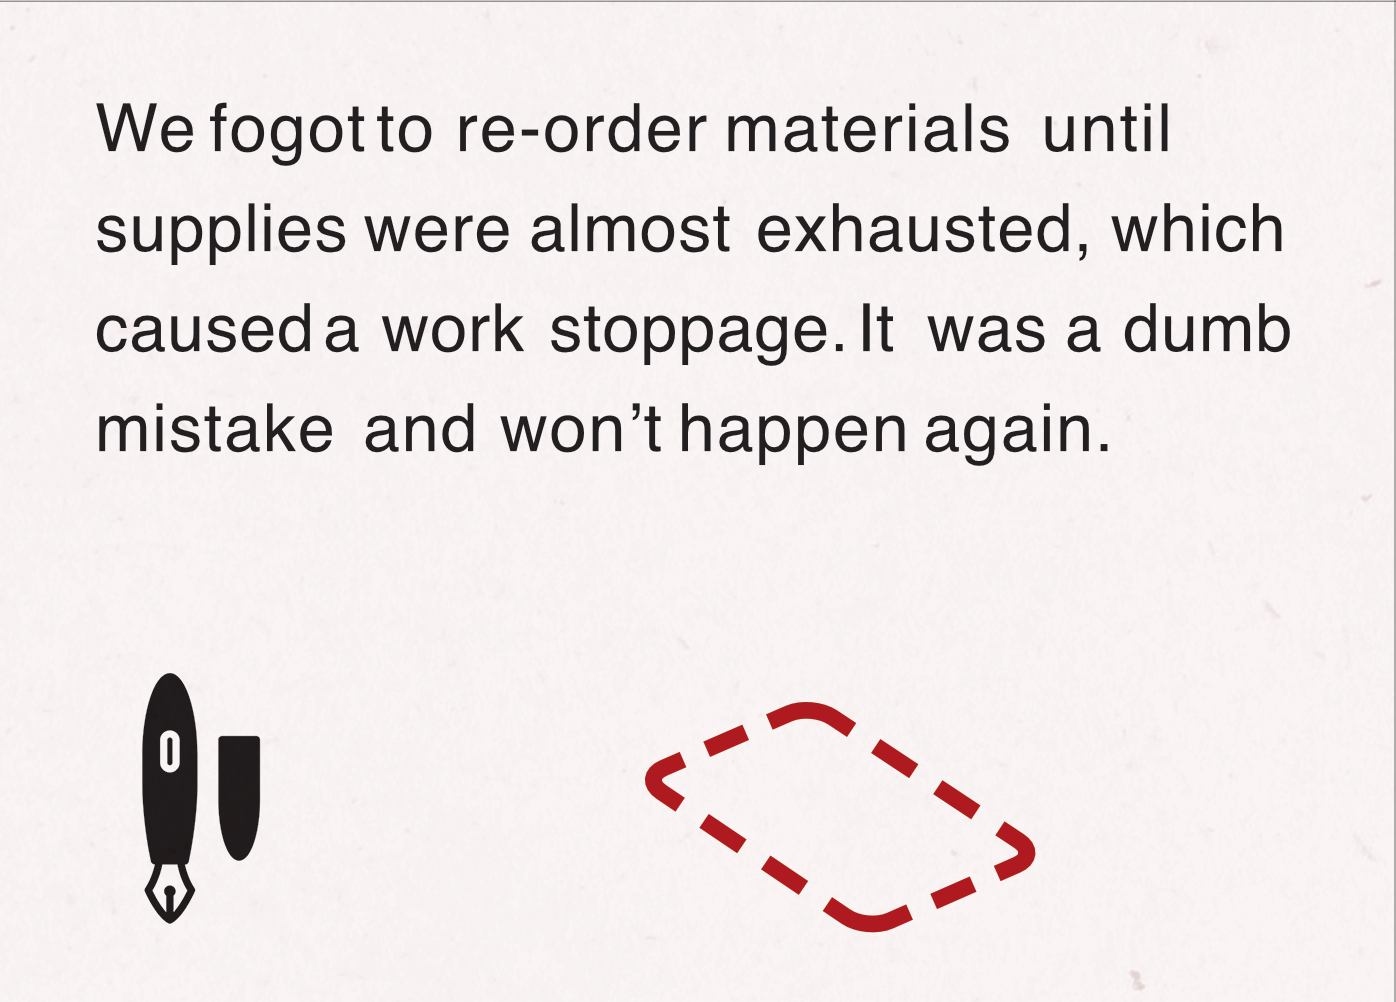 We fogot to re-order materials until
supplies were almost exhausted, which
caused a work stoppage. It was a dumb
mistake and won’t happen again.